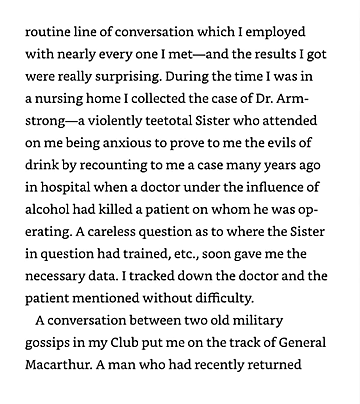 routine line of conversation which I employed
with nearly every one I met—and the results I got
were really surprising. During the time I was in
a nursing home I collected the case of Dr. Arm-
strong—a violently teetotal Sister who attended
on me being anxious to prove to me the evils of
drink by recounting to me a case many years ago
in hospital when a doctor under the influence of
alcohol had killed a patient on whom he was op-
erating. A careless question as to where the Sister
in question had trained, etc., soon gave me the
necessary data. I tracked down the doctor and the
patient mentioned without difficulty.
A conversation between two old military
gossips in my Club put me on the track of General
Macarthur. A man who had recently returned